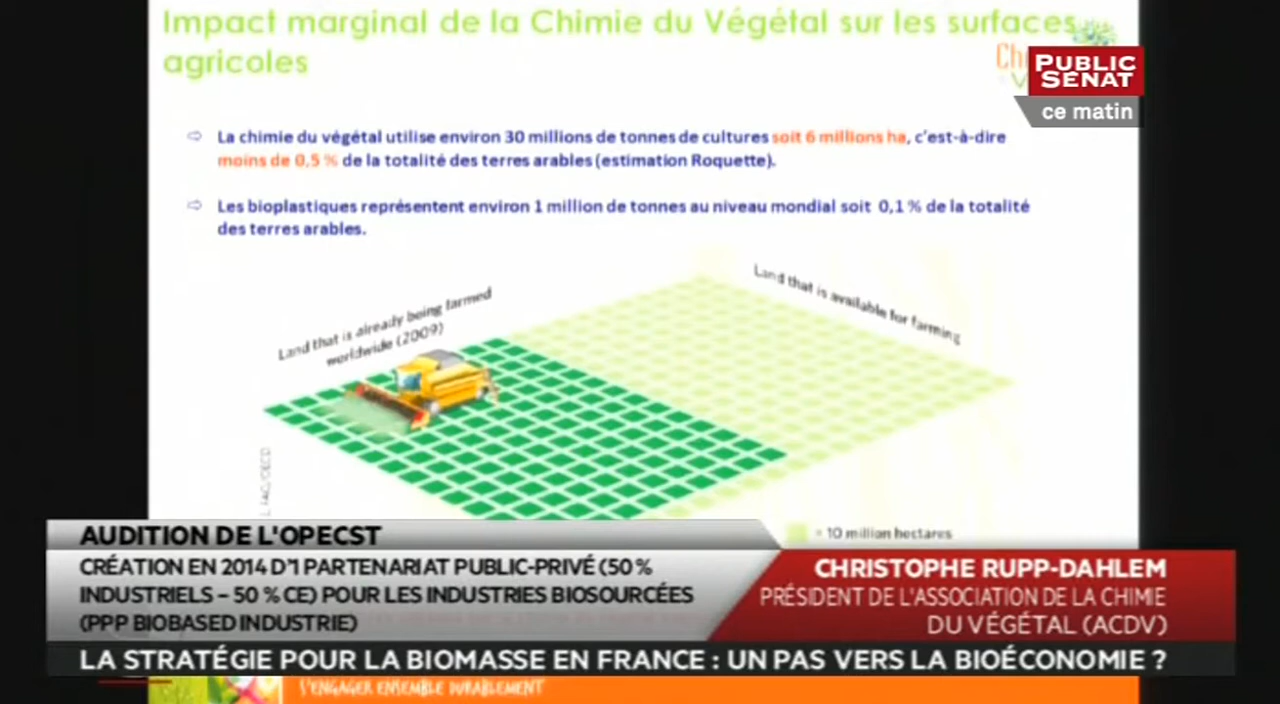 Impact marginal de la Chimie du Végétal sur les surfaces
agricoles
PUBLIC
SÉNAT
ce matin
La chimie du végétal utilise environ 30 millions de tonnes de cultures soit 6 millions ha, c'est-à-dire
moins de 0,5 % de la totalité des terres arables (estimation Roquette).
Les bioplastiques représentent environ 1 million de tonnes au niveau mondial soit 0,1 % de la totalité
des terres arables.
Land that is already being farmed
worldwide (2009)
Land that is available for farming
= 10 million hectares
AUDITION DE L'OPECST
CRÉATION EN 2014 D'1 PARTENARIAT PUBLIC-PRIVÉ (50 %
INDUSTRIELS – 50 % CE) POUR LES INDUSTRIES BIOSOURCÉES
(PPP BIOBASED INDUSTRIE)
CHRISTOPHE RUPP-DAHLEM
PRÉSIDENT DE L'ASSOCIATION DE LA CHIMIE
DU VÉGÉTAL (ACDV)
LA STRATÉGIE POUR LA BIOMASSE EN FRANCE : UN PAS VERS LA BIOÉCONOMIE ?
S'ENGAGER ENSEMBLE DURABLEMENT